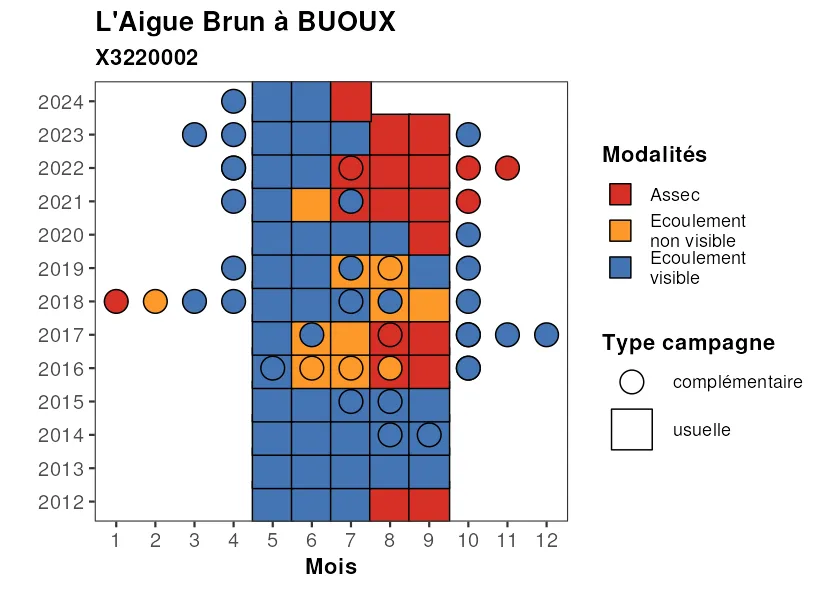 L'Aigue Brun à BUOUX
X3220002
2024
2023
2022
2021
2020
2019
2018
2017
2016
2015
2014
2013
2012
1 2 3 4 5 6 7 8 9 10 11 12
Mois
Modalités
Assec
Ecoulement
non visible
Ecoulement
visible
Type campagne
complémentaire
usuelle